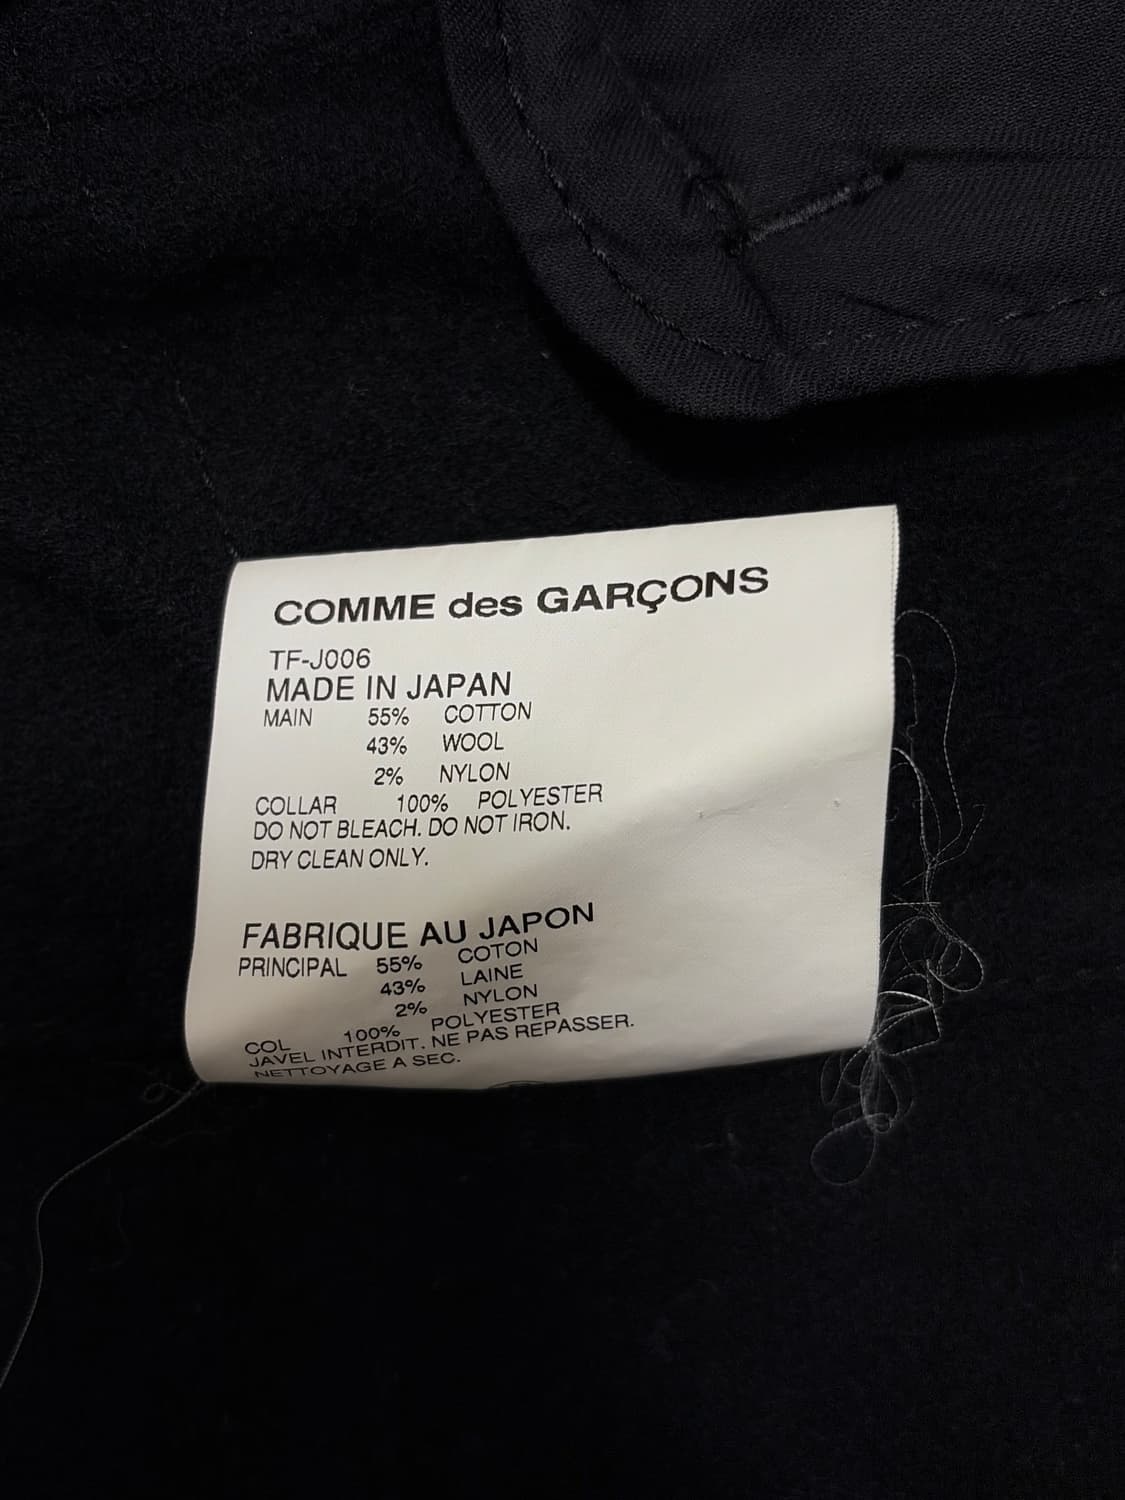 COMME des GARÇONS
TF-J006
MADE IN JAPAN
MAIN 55% COTTON
43% WOOL
2% NYLON
COLLAR 100% POLYESTER
DO NOT BLEACH. DO NOT IRON.
DRY CLEAN ONLY.
FABRIQUE AU JAPON
PRINCIPAL 55% COTON
43% LAINE
2% NYLON
COL 100% POLYESTER
JAVEL INTERDIT. NE PAS REPASSER.
NETTOYAGE A SEC.